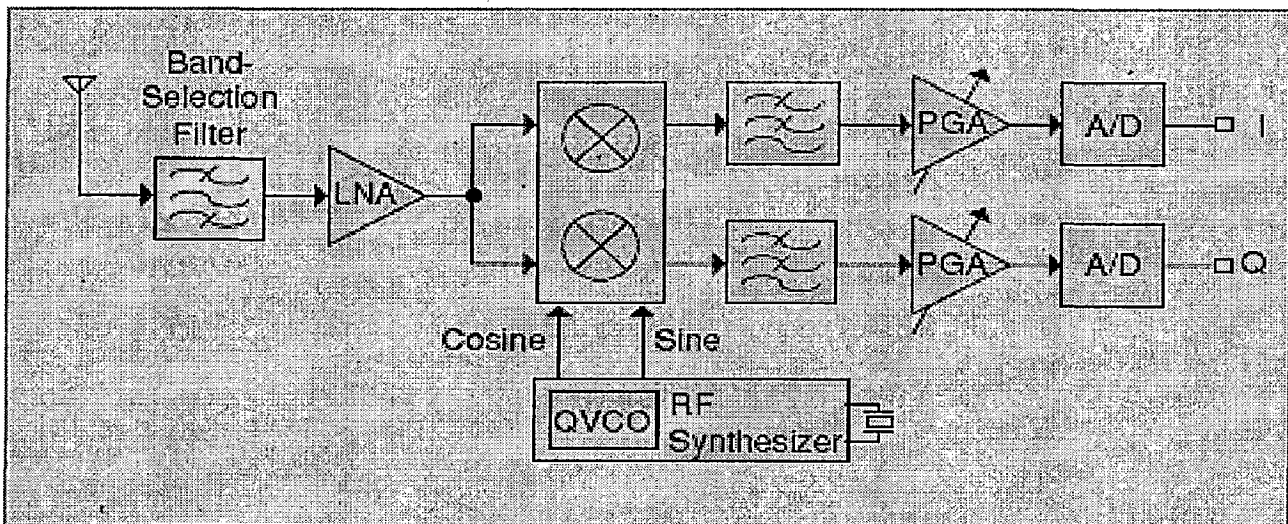 Band-
Selection
Filter
LNA
PGA
A/D
I
PGA
A/D
Q
Cosine
Sine
QVCO
RF
Synthesizer